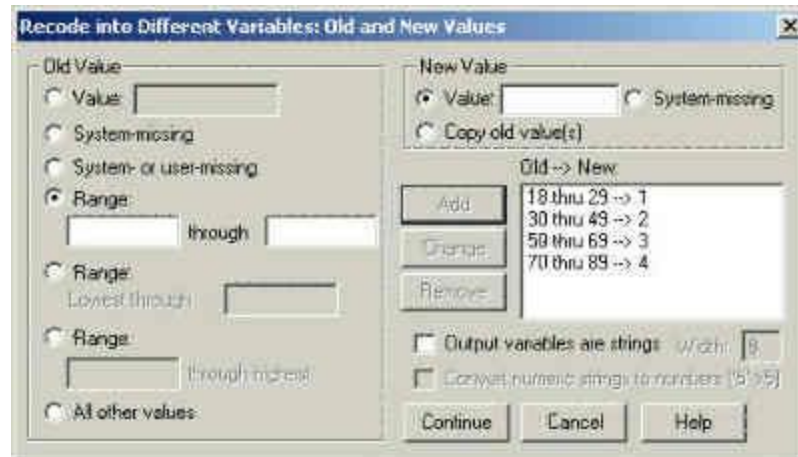 Recode into Different Variables: Old and New Values
Old Value
Value:
System-missing
System- or user-missing
Range:
through
Range:
Lowest through
Range:
through highest
All other values
New Value
Value:
System-missing
Copy old value(s)
Old --> New:
Add
18 thru 29 --> 1
30 thru 49 --> 2
50 thru 69 --> 3
70 thru 89 --> 4
Change
Remove
Output variables are strings Width: 8
Convert numeric strings to numbers ('5'->5)
Continue
Cancel
Help